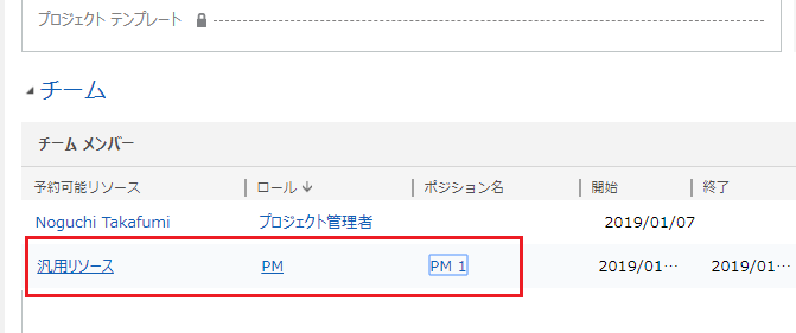 プロジェクト テンプレート
チーム
チーム メンバー
予約可能リソース ロール ↓ ポジション名 開始 終了
Noguchi Takafumi プロジェクト管理者 2019/01/07
汎用リソース PM PM 1 2019/01… 2019/01…